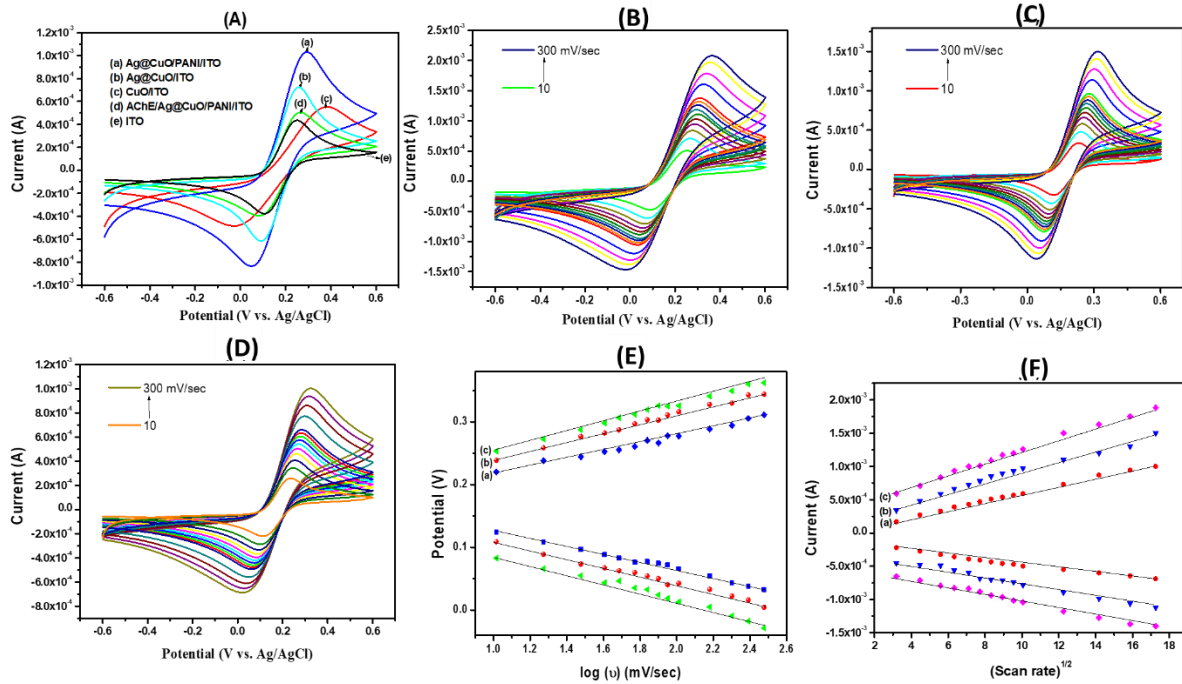 (A)
1.2x10⁻³
1.0x10⁻³
8.0x10⁻⁴
6.0x10⁻⁴
4.0x10⁻⁴
2.0x10⁻⁴
0.0
-2.0x10⁻⁴
-4.0x10⁻⁴
-6.0x10⁻⁴
-8.0x10⁻⁴
-1.0x10⁻³
Current (A)
(a) Ag@CuO/PANI/ITO
(b) Ag@CuO/ITO
(c) CuO/ITO
(d) AChE/Ag@CuO/PANI/ITO
(e) ITO
(a)
(b)
(c)
(d)
(e)
-0.6 -0.4 -0.2 0.0 0.2 0.4 0.6
Potential (V vs. Ag/AgCl)
(B)
2.5x10⁻³
2.0x10⁻³
1.5x10⁻³
1.0x10⁻³
5.0x10⁻⁴
0.0
-5.0x10⁻⁴
-1.0x10⁻³
-1.5x10⁻³
Current (A)
300 mV/sec
10
-0.6 -0.4 -0.2 0.0 0.2 0.4 0.6
Potential (V vs. Ag/AgCl)
(C)
1.5x10⁻³
1.0x10⁻³
5.0x10⁻⁴
0.0
-5.0x10⁻⁴
-1.0x10⁻³
-1.5x10⁻³
Current (A)
300 mV/sec
10
-0.6 -0.3 0.0 0.3 0.6
Potential (V vs. Ag/AgCl)
(D)
1.2x10⁻³
1.0x10⁻³
8.0x10⁻⁴
6.0x10⁻⁴
4.0x10⁻⁴
2.0x10⁻⁴
0.0
-2.0x10⁻⁴
-4.0x10⁻⁴
-6.0x10⁻⁴
-8.0x10⁻⁴
Current (A)
300 mV/sec
10
-0.6 -0.4 -0.2 0.0 0.2 0.4 0.6
Potential (V vs. Ag/AgCl)
(E)
0.3
0.2
0.1
0.0
Potential (V)
(c)
(b)
(a)
1.0 1.2 1.4 1.6 1.8 2.0 2.2 2.4 2.6
log (υ) (mV/sec)
(F)
2.0x10⁻³
1.5x10⁻³
1.0x10⁻³
5.0x10⁻⁴
0.0
-5.0x10⁻⁴
-1.0x10⁻³
-1.5x10⁻³
Current (A)
(c)
(b)
(a)
2 4 6 8 10 12 14 16 18
(Scan rate)¹/²